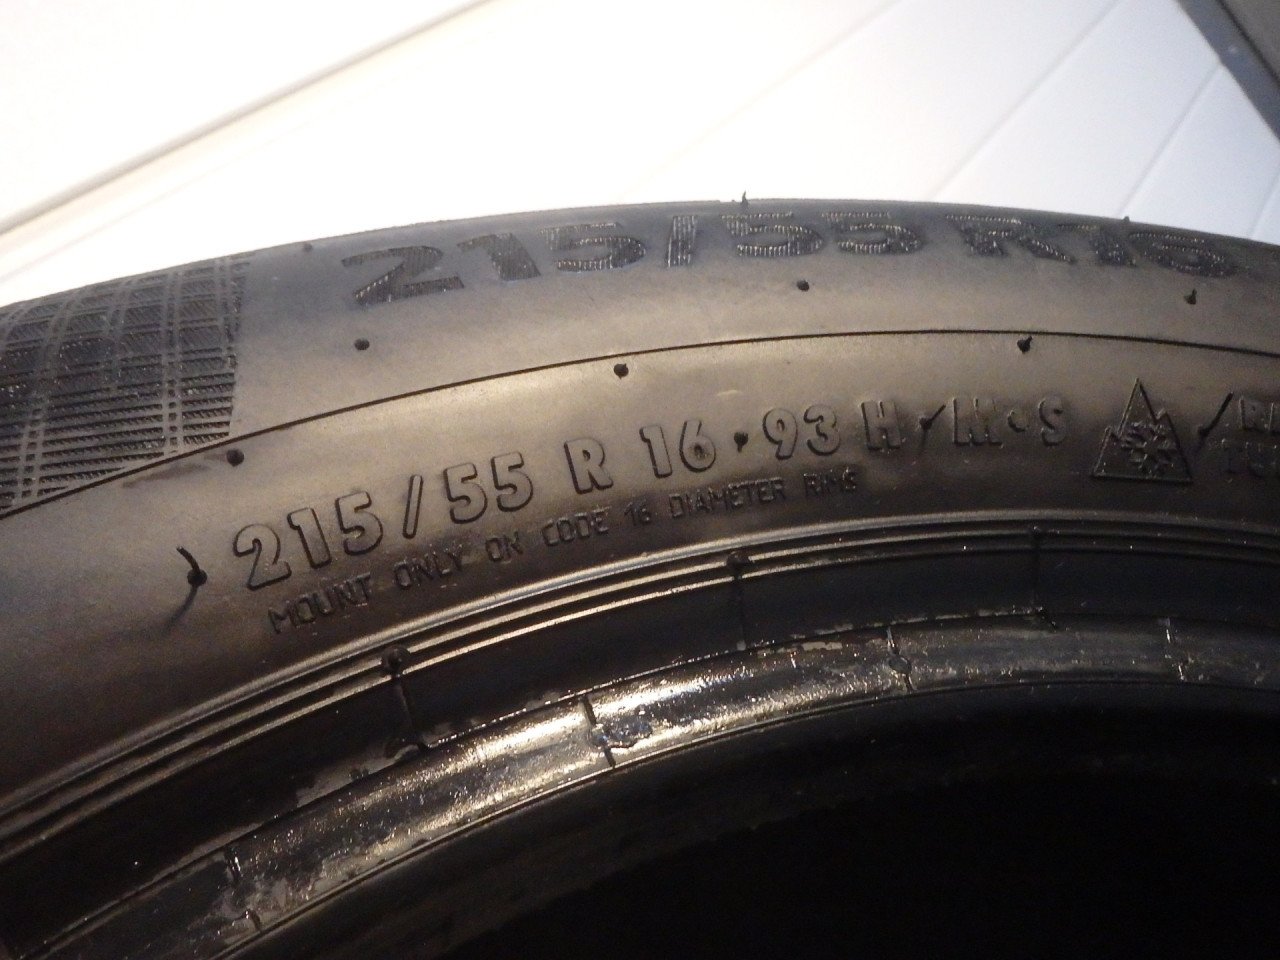 215/55 R16
215/55 R 16·93 H M·S
MOUNT ONLY ON CODE 16 DIAMETER RIMS